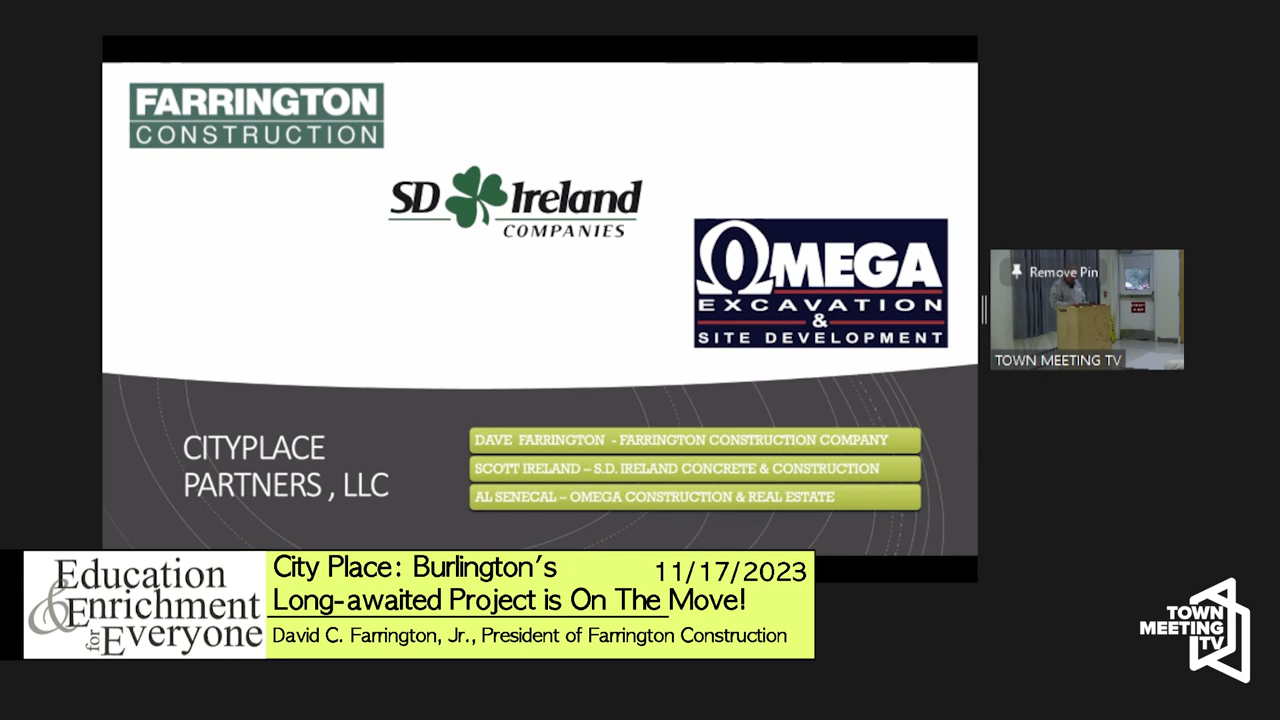 FARRINGTON
CONSTRUCTION
SD Ireland
COMPANIES
OMEGA
EXCAVATION
&
SITE DEVELOPMENT
Remove Pin
TOWN MEETING TV
CITYPLACE
PARTNERS , LLC
DAVE FARRINGTON - FARRINGTON CONSTRUCTION COMPANY
SCOTT IRELAND – S.D. IRELAND CONCRETE & CONSTRUCTION
AL SENECAL – OMEGA CONSTRUCTION & REAL ESTATE
Education
& Enrichment
for Everyone
City Place: Burlington's 11/17/2023
Long-awaited Project is On The Move!
David C. Farrington, Jr., President of Farrington Construction
TOWN
MEETING
TV